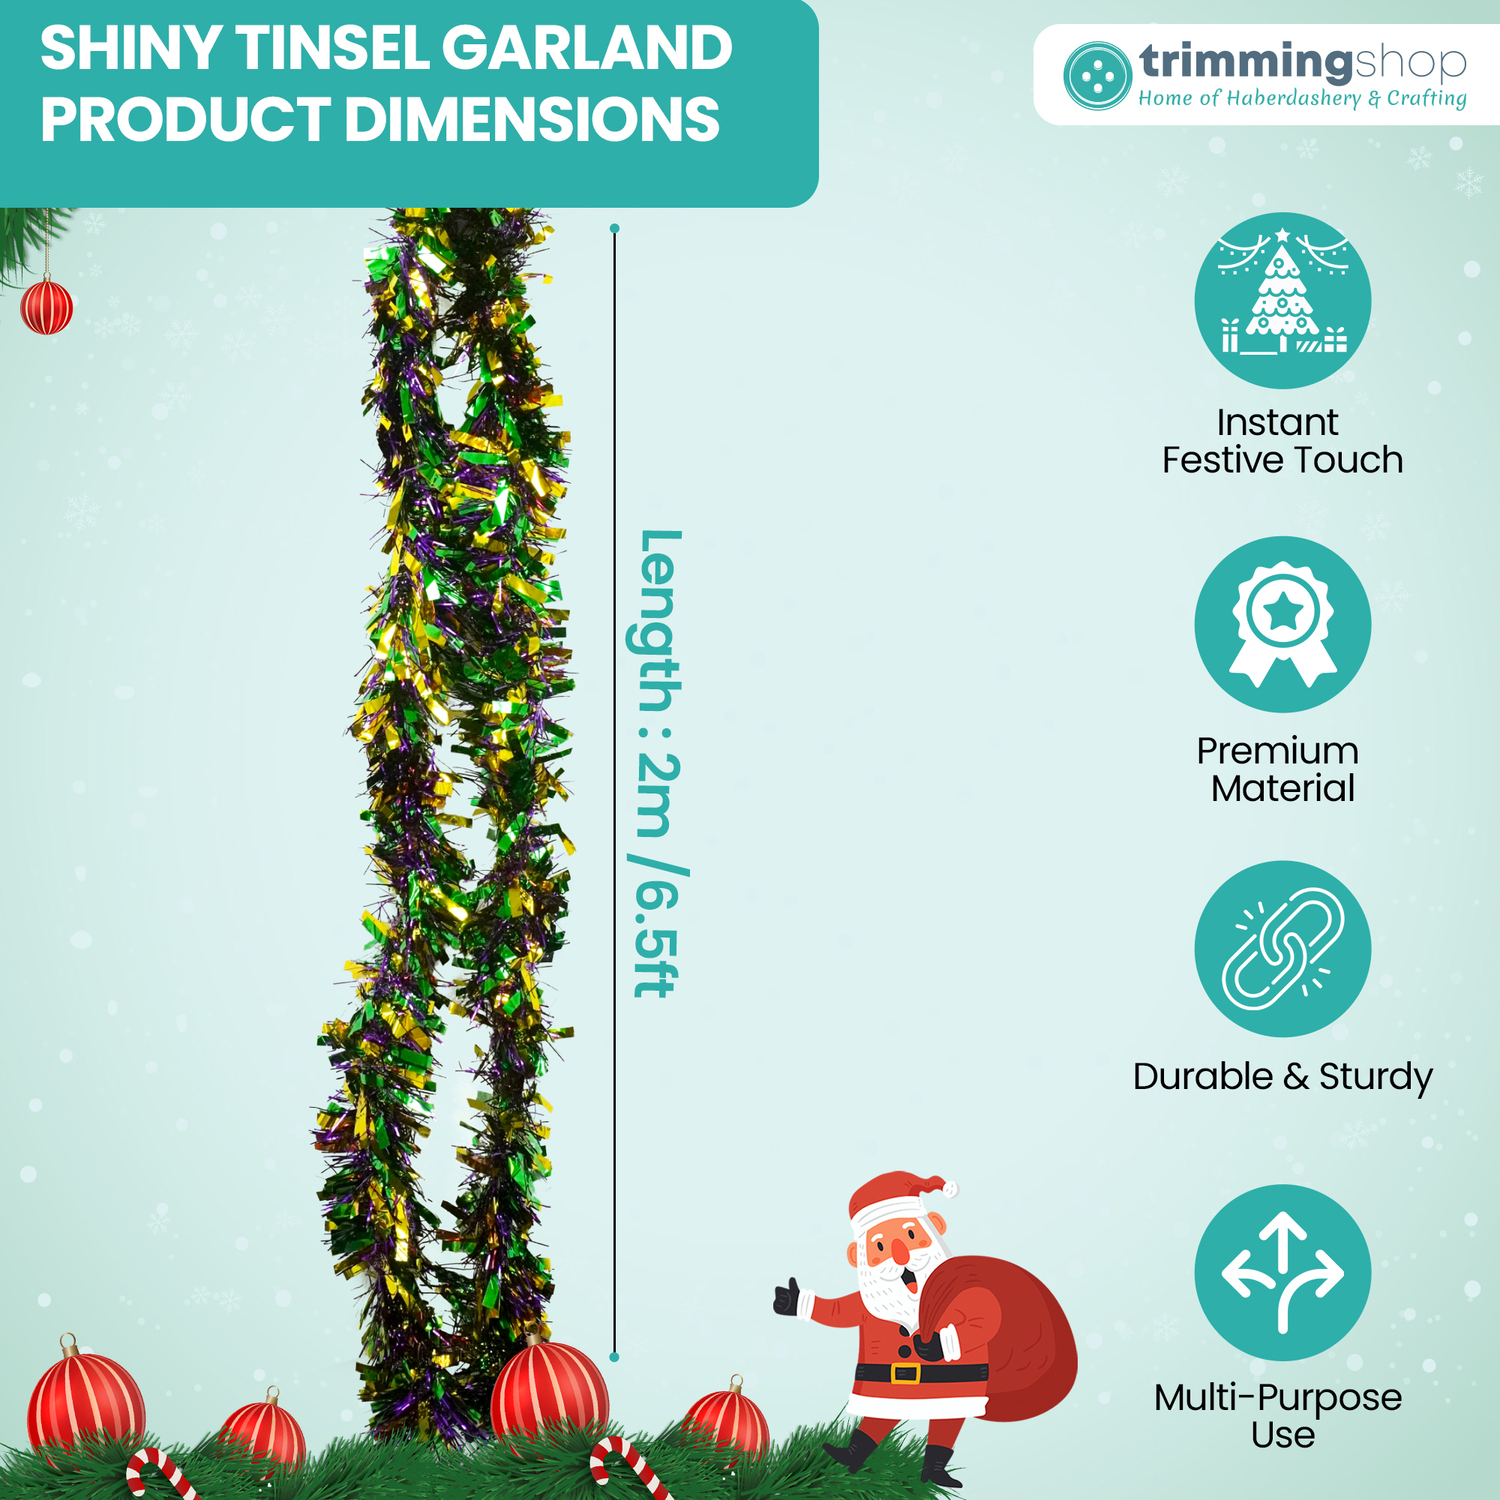 SHINY TINSEL GARLAND
PRODUCT DIMENSIONS
trimmingshop
Home of Haberdashery & Crafting
Length : 2m /6.5ft
Instant
Festive Touch
Premium
Material
Durable & Sturdy
Multi-Purpose
Use